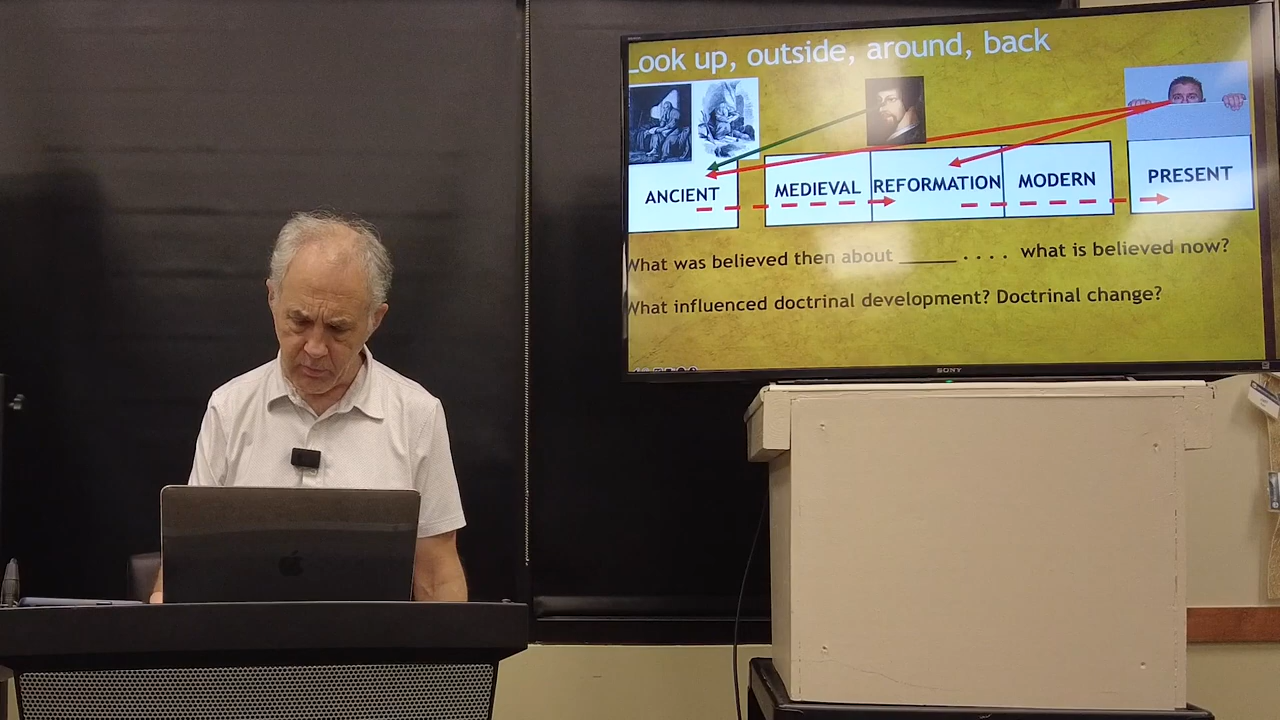 Look up, outside, around, back
ANCIENT
MEDIEVAL
REFORMATION
MODERN
PRESENT
What was believed then about ______ . . . . what is believed now?
What influenced doctrinal development? Doctrinal change?
SONY